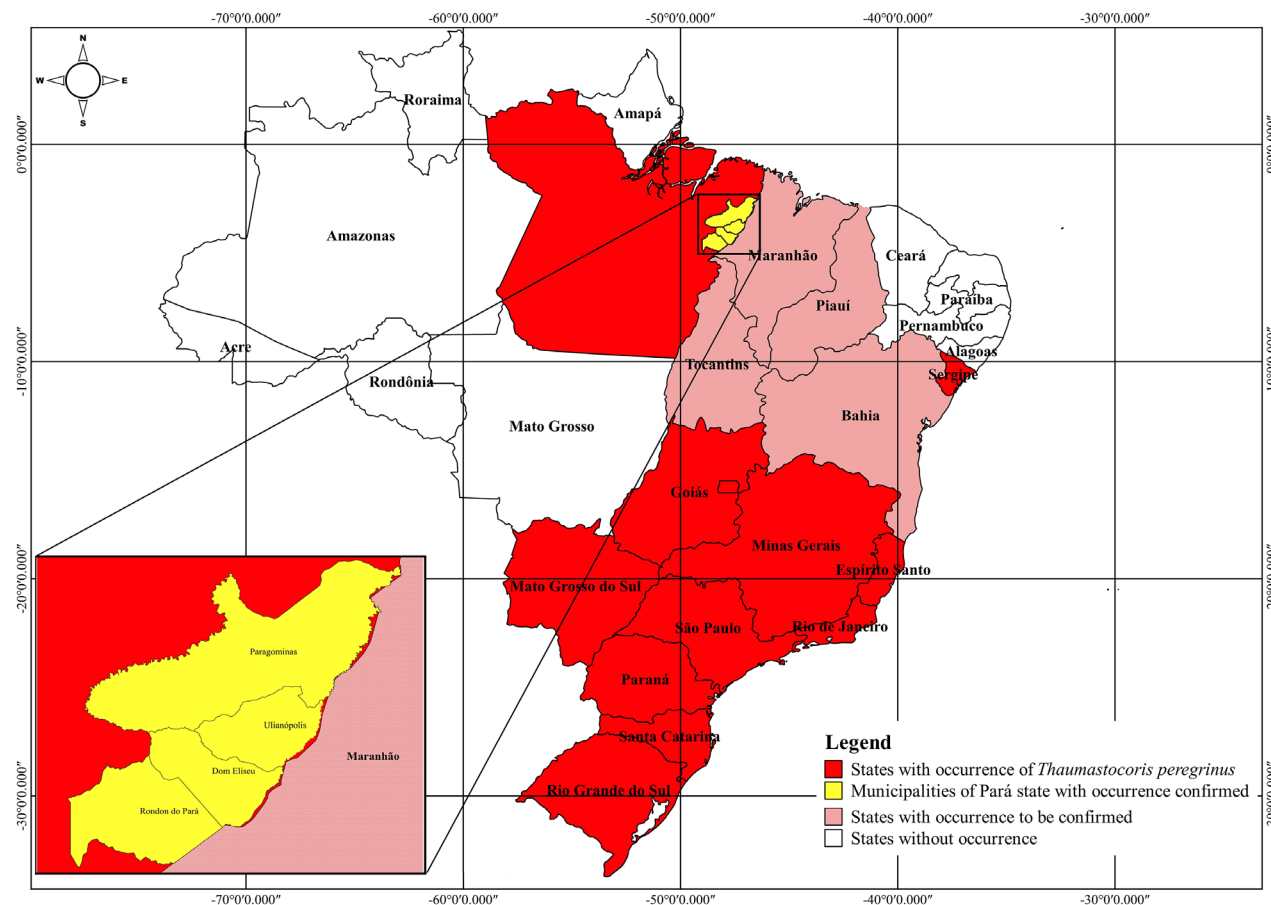 -70°0′0.000″ -60°0′0.000″ -50°0′0.000″ -40°0′0.000″ -30°0′0.000″
N
W E
S
0°0′0.000″
-10°0′0.000″
-20°0′0.000″
-30°0′0.000″
Roraima
Amapá
Amazonas
Maranhão
Ceará
Paraíba
Piauí
Pernambuco
Acre
Alagoas
Tocantins
Sergipe
Rondônia
Bahia
Mato Grosso
Goiás
Minas Gerais
Espírito Santo
Mato Grosso do Sul
São Paulo
Rio de Janeiro
Paraná
Santa Catarina
Rio Grande do Sul
Paragominas
Ulianópolis
Maranhão
Dom Eliseu
Rondon do Pará
Legend
States with occurrence of Thaumastocoris peregrinus
Municipalities of Pará state with occurrence confirmed
States with occurrence to be confirmed
States without occurrence
-70°0′0.000″ -60°0′0.000″ -50°0′0.000″ -40°0′0.000″ -30°0′0.000″